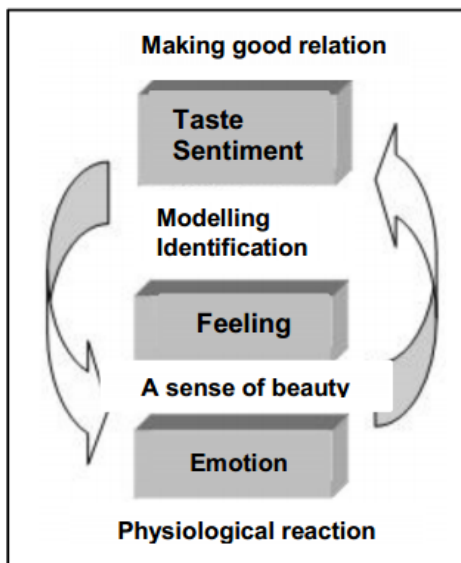 Making good relation
Taste
Sentiment
Modelling
Identification
Feeling
A sense of beauty
Emotion
Physiological reaction